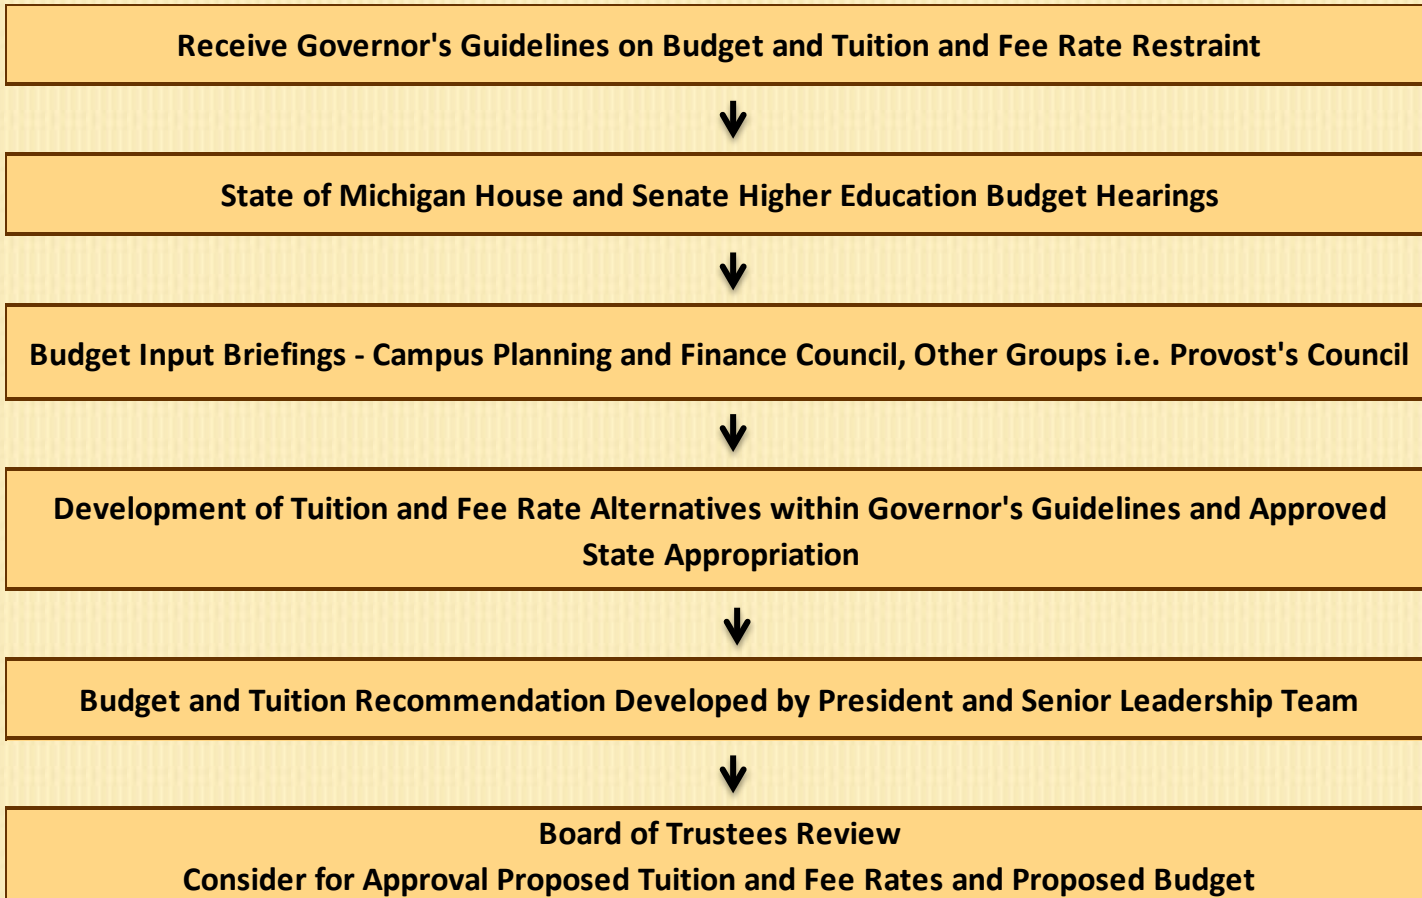 Receive Governor's Guidelines on Budget and Tuition and Fee Rate Restraint
State of Michigan House and Senate Higher Education Budget Hearings
Budget Input Briefings - Campus Planning and Finance Council, Other Groups i.e. Provost's Council
Development of Tuition and Fee Rate Alternatives within Governor's Guidelines and Approved
State Appropriation
Budget and Tuition Recommendation Developed by President and Senior Leadership Team
Board of Trustees Review
Consider for Approval Proposed Tuition and Fee Rates and Proposed Budget